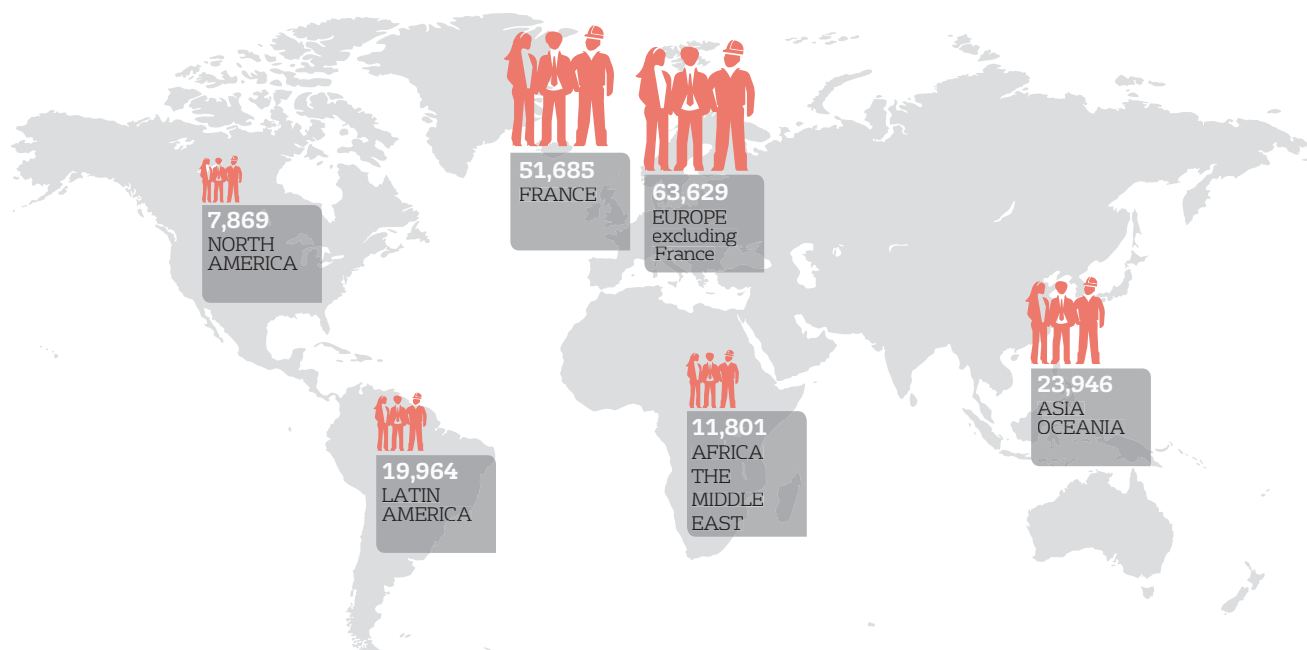 51,685
FRANCE
63,629
EUROPE
excluding
France
7,869
NORTH
AMERICA
23,946
ASIA
OCEANIA
11,801
AFRICA
THE
MIDDLE
EAST
19,964
LATIN
AMERICA